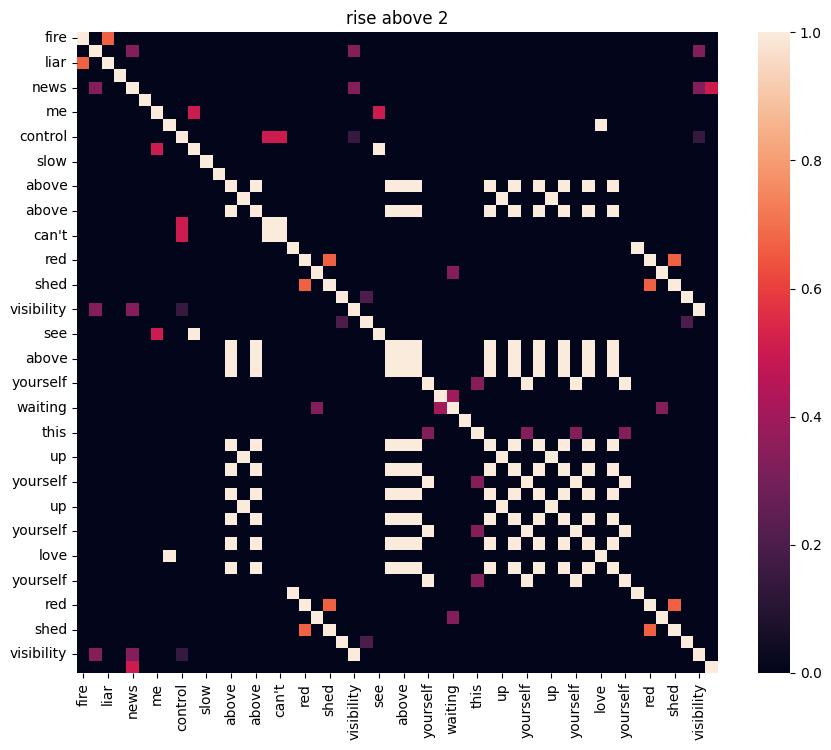 rise above 2
fire
liar
news
me
control
slow
above
above
can't
red
shed
visibility
see
above
yourself
waiting
this
up
yourself
up
yourself
love
yourself
red
shed
visibility
1.0
0.8
0.6
0.4
0.2
0.0
fire
liar
news
me
control
slow
above
above
can't
red
shed
visibility
see
above
yourself
waiting
this
up
yourself
up
yourself
love
yourself
red
shed
visibility